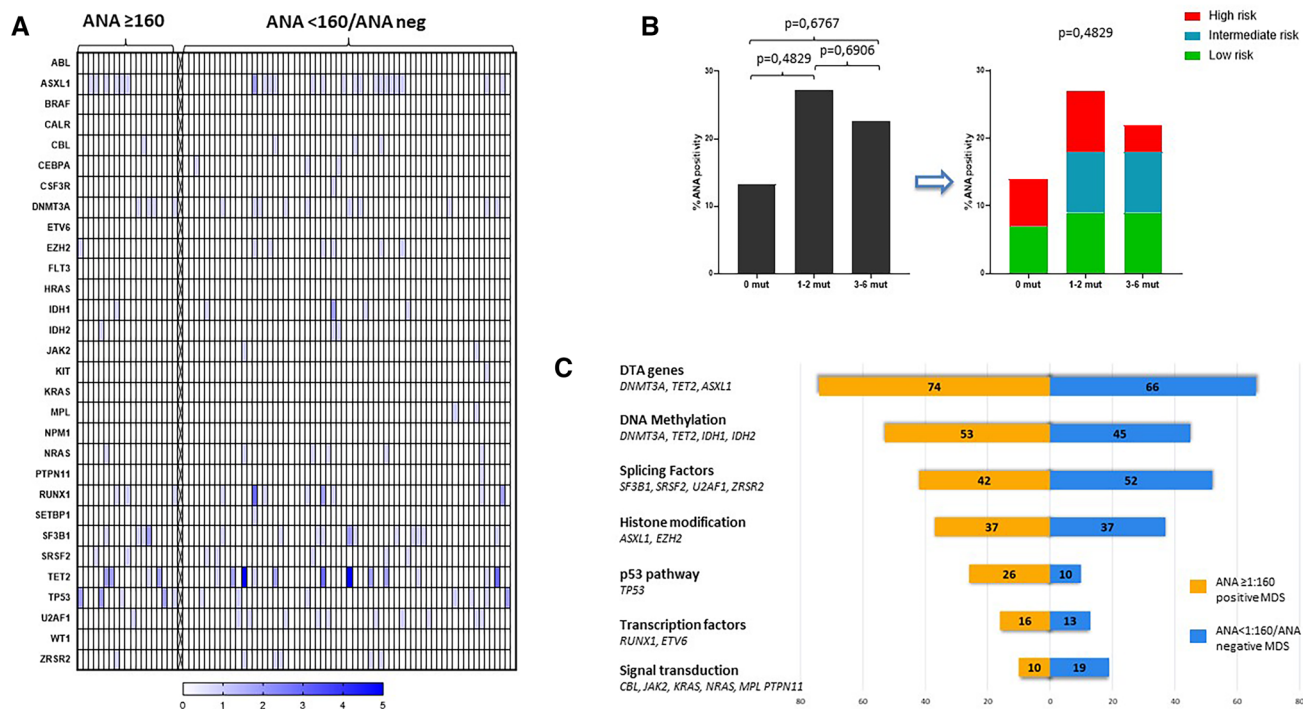 A
ANA ≥160
ANA <160/ANA neg
ABL
ASXL1
BRAF
CALR
CBL
CEBPA
CSF3R
DNMT3A
ETV6
EZH2
FLT3
HRAS
IDH1
IDH2
JAK2
KIT
KRAS
MPL
NPM1
NRAS
PTPN11
RUNX1
SETBP1
SF3B1
SRSF2
TET2
TP53
U2AF1
WT1
ZRSR2
0 1 2 3 4 5
B
p=0,6767
p=0,6906
p=0,4829
% ANA positivity
30
20
10
0
0 mut 1-2 mut 3-6 mut
p=0,4829
High risk
Intermediate risk
Low risk
% ANA positivity
30
20
10
0
0 mut 1-2 mut 3-6 mut
C
DTA genes
DNMT3A, TET2, ASXL1
74 66
DNA Methylation
DNMT3A, TET2, IDH1, IDH2
53 45
Splicing Factors
SF3B1, SRSF2, U2AF1, ZRSR2
42 52
Histone modification
ASXL1, EZH2
37 37
p53 pathway
TP53
26 10
Transcription factors
RUNX1, ETV6
16 13
Signal transduction
CBL, JAK2, KRAS, NRAS, MPL PTPN11
10 19
ANA ≥1:160
positive MDS
ANA<1:160/ANA
negative MDS
80 60 40 20 0 20 40 60 80